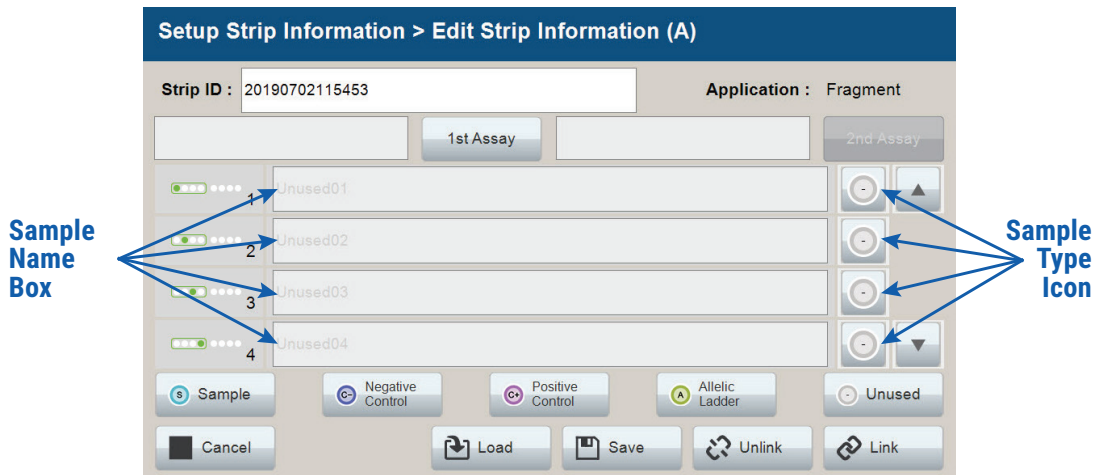 Setup Strip Information > Edit Strip Information (A)
Strip ID : 20190702115453 Application : Fragment
1st Assay 2nd Assay
1 Unused01
2 Unused02
3 Unused03
4 Unused04
Sample
Name
Box
Sample
Type
Icon
S Sample
C- Negative
Control
C+ Positive
Control
A Allelic
Ladder
- Unused
Cancel Load Save Unlink Link